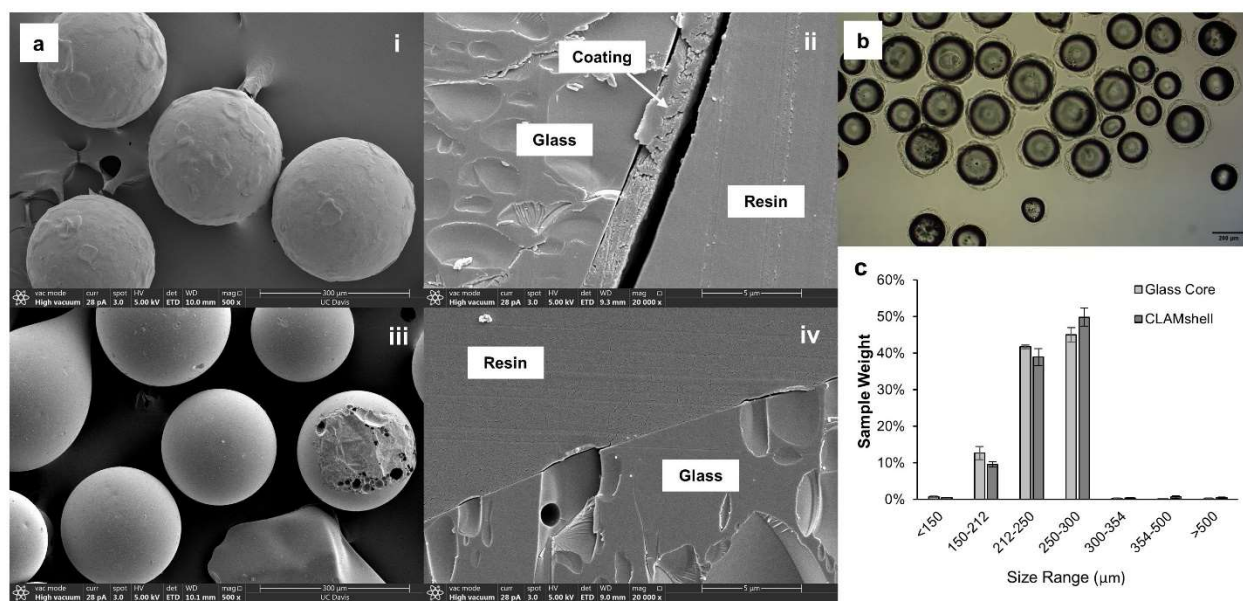 a
i
vac mode curr spot HV det WD mag
High vacuum 28 pA 3.0 5.00 kV ETD 10.0 mm 500 x
300 µm
UC Davis
ii
Coating
Glass
Resin
vac mode curr spot HV det WD mag
High vacuum 28 pA 3.0 5.00 kV ETD 9.3 mm 20 000 x
5 µm
iii
vac mode curr spot HV det WD mag
High vacuum 28 pA 3.0 5.00 kV ETD 10.1 mm 500 x
300 µm
UC Davis
iv
Resin
Glass
vac mode curr spot HV det WD mag
High vacuum 28 pA 3.0 5.00 kV ETD 9.0 mm 20 000 x
5 µm
b
200 µm
c
Glass Core
CLAMshell
Sample Weight
60%
50%
40%
30%
20%
10%
0%
<150
150-212
212-250
250-300
300-354
354-500
>500
Size Range (µm)